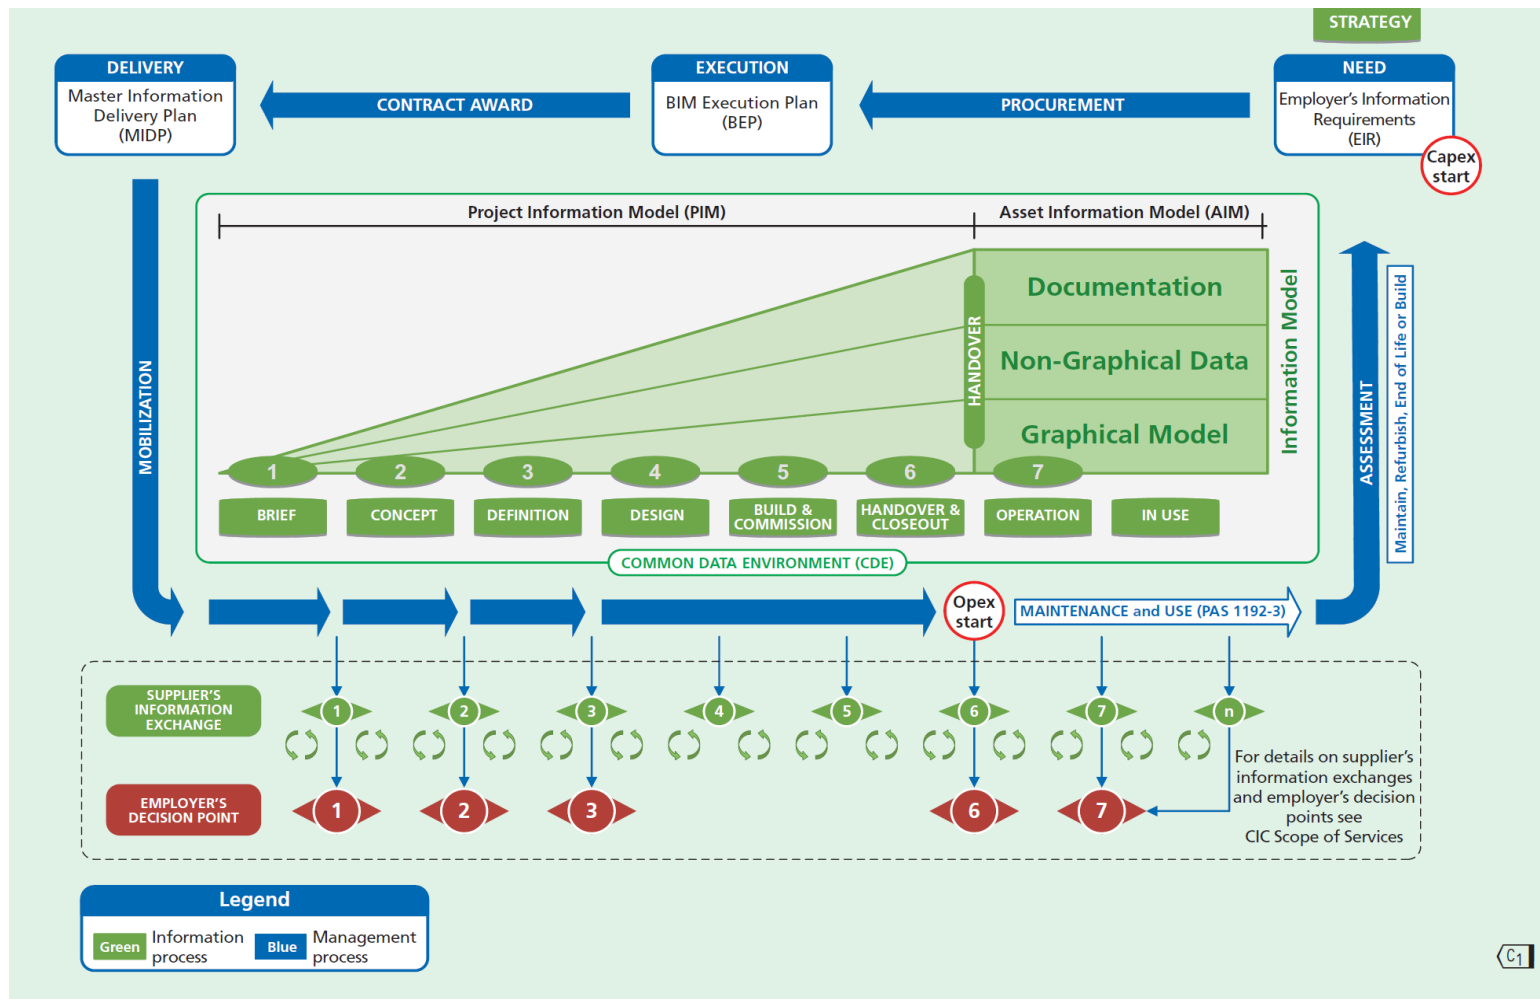 STRATEGY
DELIVERY
Master Information
Delivery Plan
(MIDP)
CONTRACT AWARD
EXECUTION
BIM Execution Plan
(BEP)
PROCUREMENT
NEED
Employer’s Information
Requirements
(EIR)
Capex
start
MOBILIZATION
Project Information Model (PIM)
Asset Information Model (AIM)
HANDOVER
Documentation
Non-Graphical Data
Graphical Model
Information Model
1
2
3
4
5
6
7
BRIEF
CONCEPT
DEFINITION
DESIGN
BUILD &
COMMISSION
HANDOVER &
CLOSEOUT
OPERATION
IN USE
COMMON DATA ENVIRONMENT (CDE)
ASSESSMENT
Maintain, Refurbish, End of Life or Build
Opex
start
MAINTENANCE and USE (PAS 1192-3)
SUPPLIER’S
INFORMATION
EXCHANGE
1
2
3
4
5
6
7
n
EMPLOYER’S
DECISION POINT
1
2
3
6
7
For details on supplier’s
information exchanges
and employer’s decision
points see
CIC Scope of Services
Legend
Green
Information
process
Blue
Management
process
C1